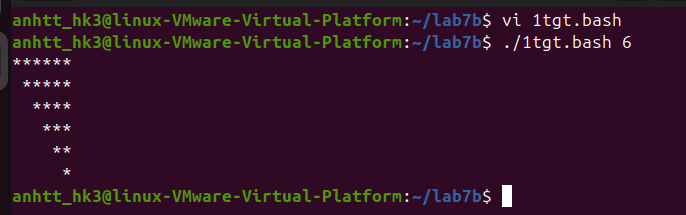 anhtt_hk3@linux-VMware-Virtual-Platform:~/lab7b$ vi 1tgt.bash
anhtt_hk3@linux-VMware-Virtual-Platform:~/lab7b$ ./1tgt.bash 6
******
 *****
  ****
   ***
    **
     *
anhtt_hk3@linux-VMware-Virtual-Platform:~/lab7b$